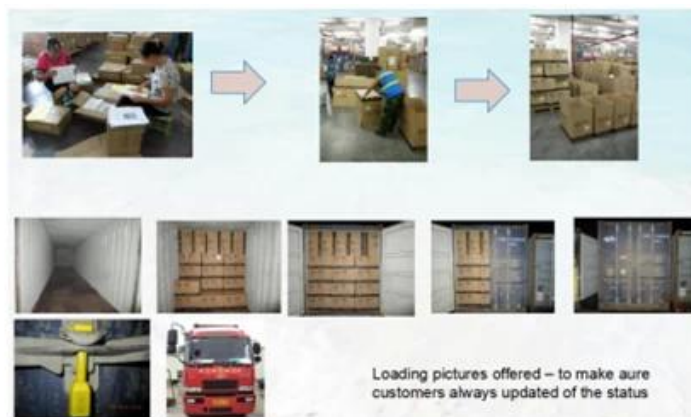 Loading pictures offered – to make aure
customers always updated of the status